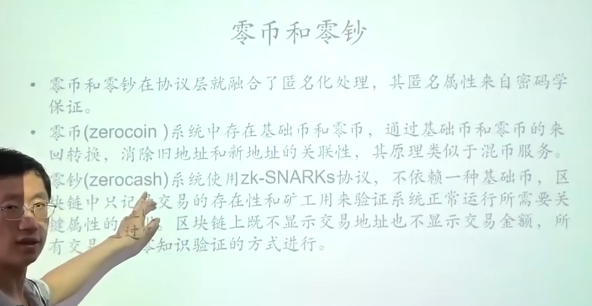 零币和零钞
• 零币和零钞在协议层就融合了匿名化处理，其匿名属性来自密码学
保证。
• 零币(zerocoin )系统中存在基础币和零币，通过基础币和零币的来
回转换，消除旧地址和新地址的关联性，其原理类似于混币服务。
零钞(zerocash)系统使用zk-SNARKs协议，不依赖一种基础币，区
块链中只记 交易的存在性和矿工用来验证系统正常运行所需要关
键属性的 过 。区块链上既不显示交易地址也不显示交易金额，所
有交易 零知识验证的方式进行。